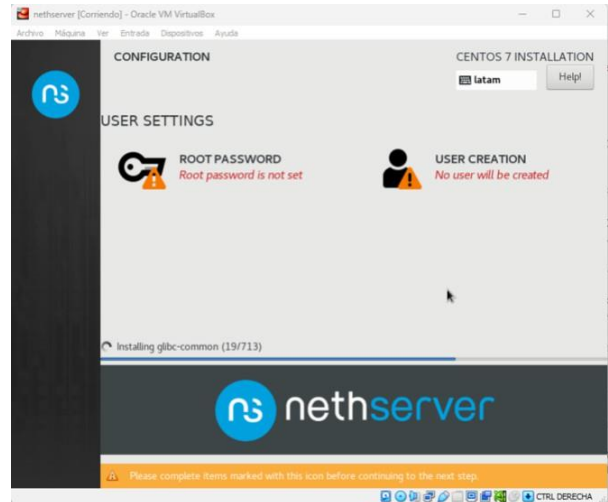 nethserver [Corriendo] - Oracle VM VirtualBox
Archivo Máquina Ver Entrada Dispositivos Ayuda
CONFIGURATION
CENTOS 7 INSTALLATION
latam
Help!
ns
USER SETTINGS
ROOT PASSWORD
Root password is not set
USER CREATION
No user will be created
Installing glibc-common (19/713)
ns nethserver
Please complete items marked with this icon before continuing to the next step.
CTRL DERECHA